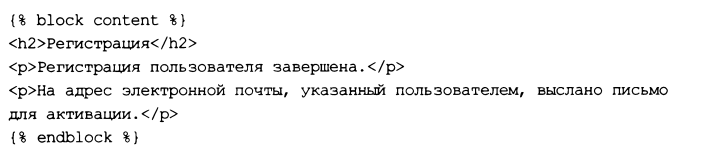 {% block content %}
<h2>Регистрация</h2>
<p>Регистрация пользователя завершена.</p>
<p>На адрес электронной почты, указанный пользователем, выслано письмо
для активации.</p>
{% endblock %}